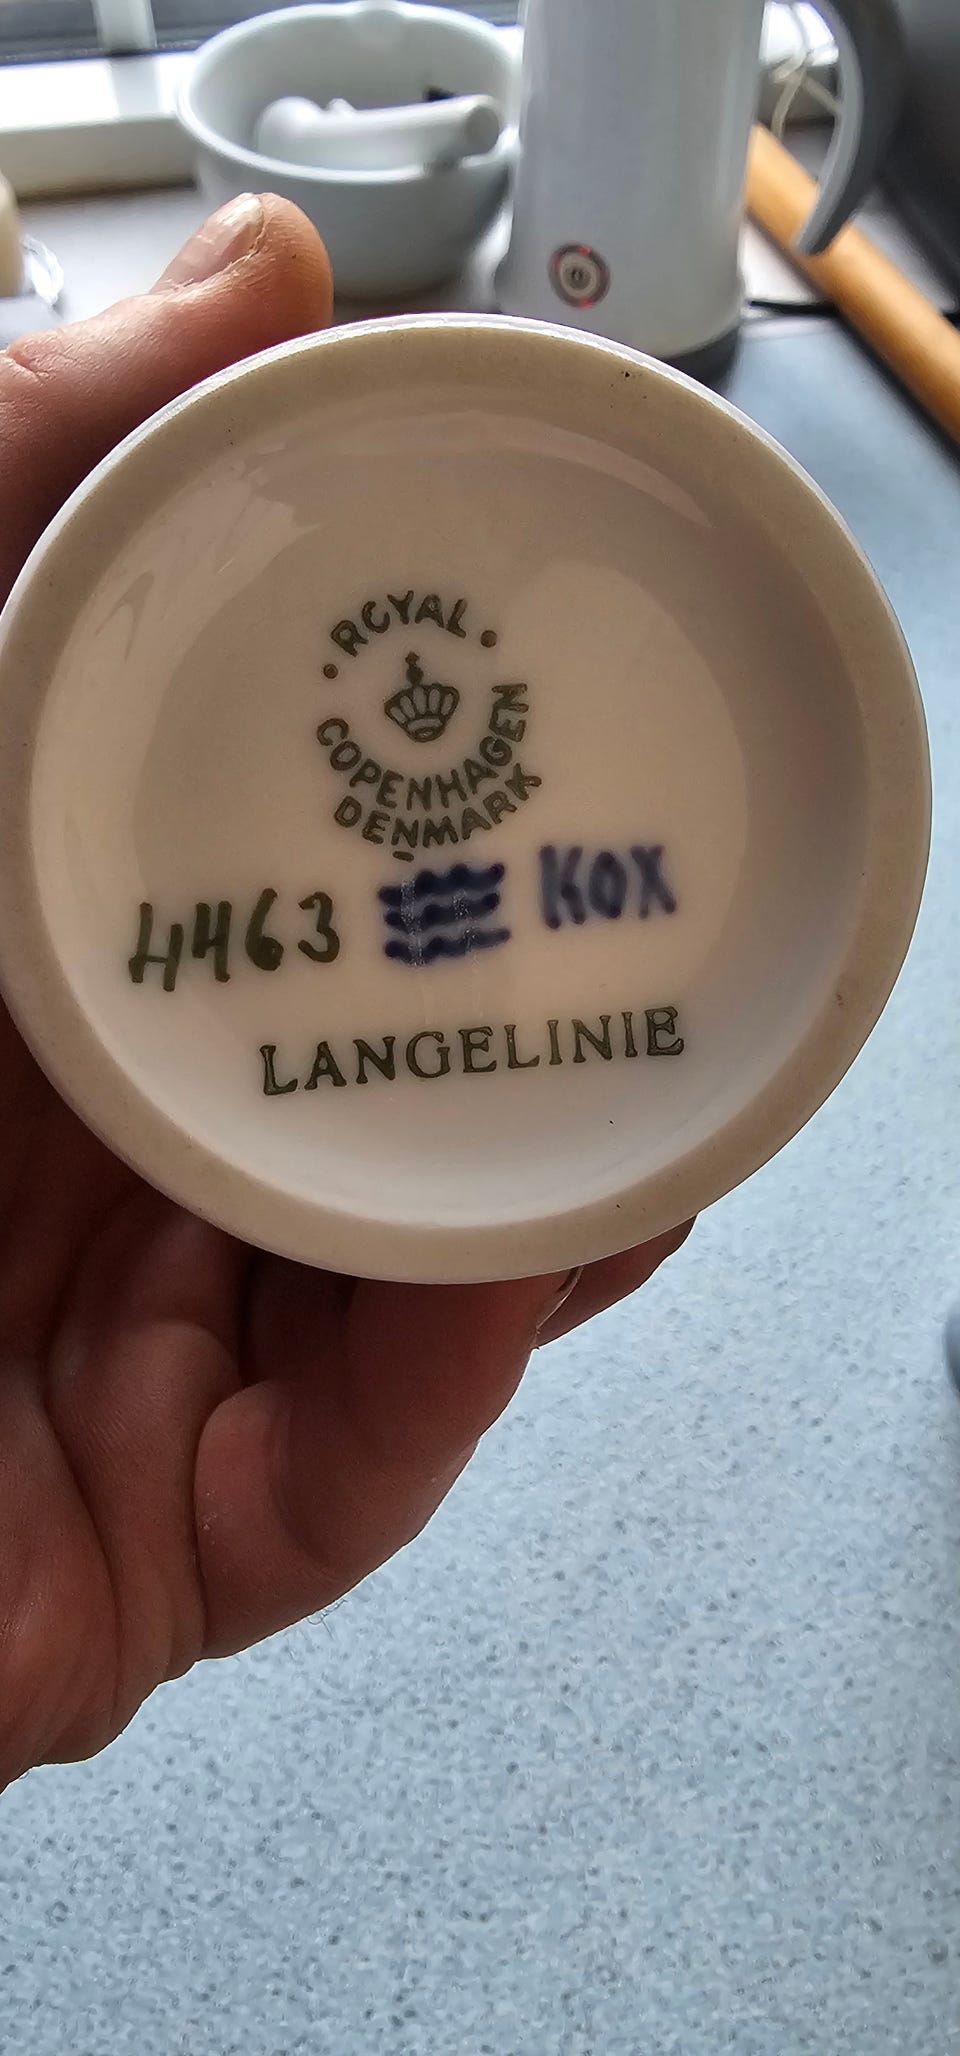 • ROYAL •
COPENHAGEN
DENMARK
4463 KOX
LANGELINIE